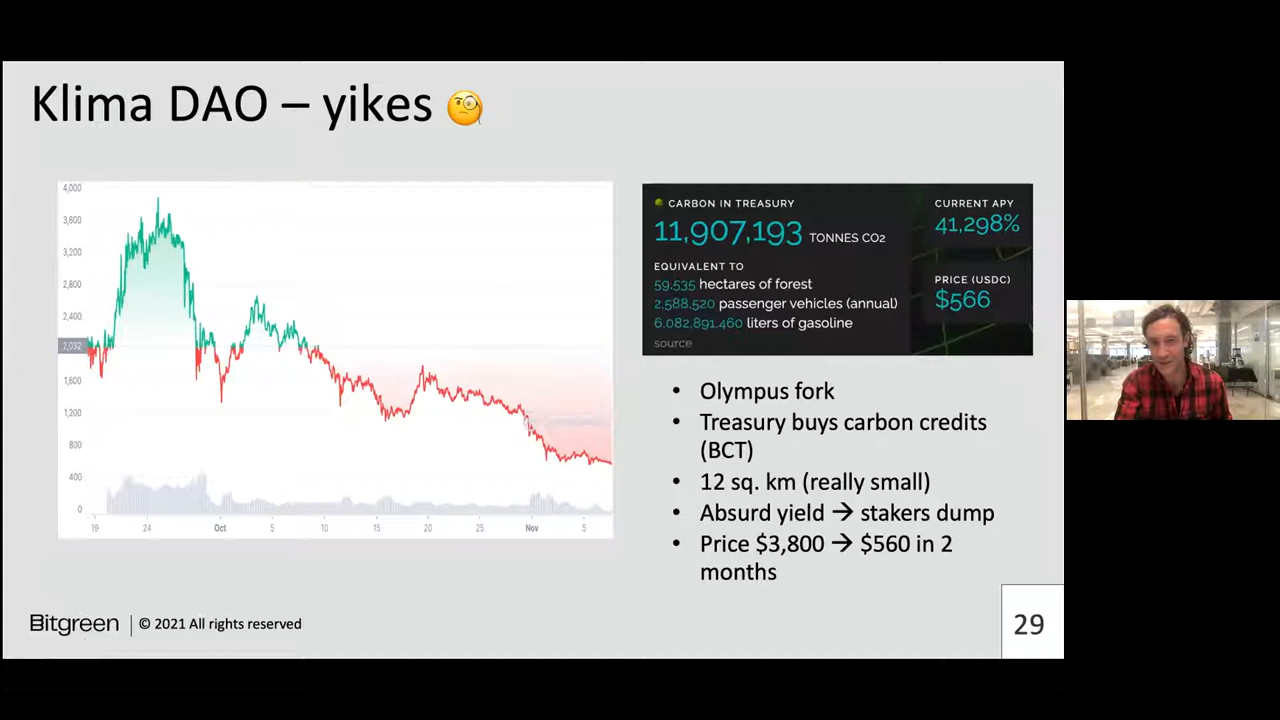 Klima DAO – yikes 🧐
4,000
3,600
3,200
2,800
2,400
2,032
1,600
1,200
800
400
0
19 24 Oct 5 10 15 20 25 Nov 5
CARBON IN TREASURY
11,907,193 TONNES CO2
EQUIVALENT TO
59,535 hectares of forest
2,588,520 passenger vehicles (annual)
6,082,891,460 liters of gasoline
source
CURRENT APY
41,298%
PRICE (USDC)
$566
• Olympus fork
• Treasury buys carbon credits
(BCT)
• 12 sq. km (really small)
• Absurd yield → stakers dump
• Price $3,800 → $560 in 2
months
Bitgreen | © 2021 All rights reserved
29